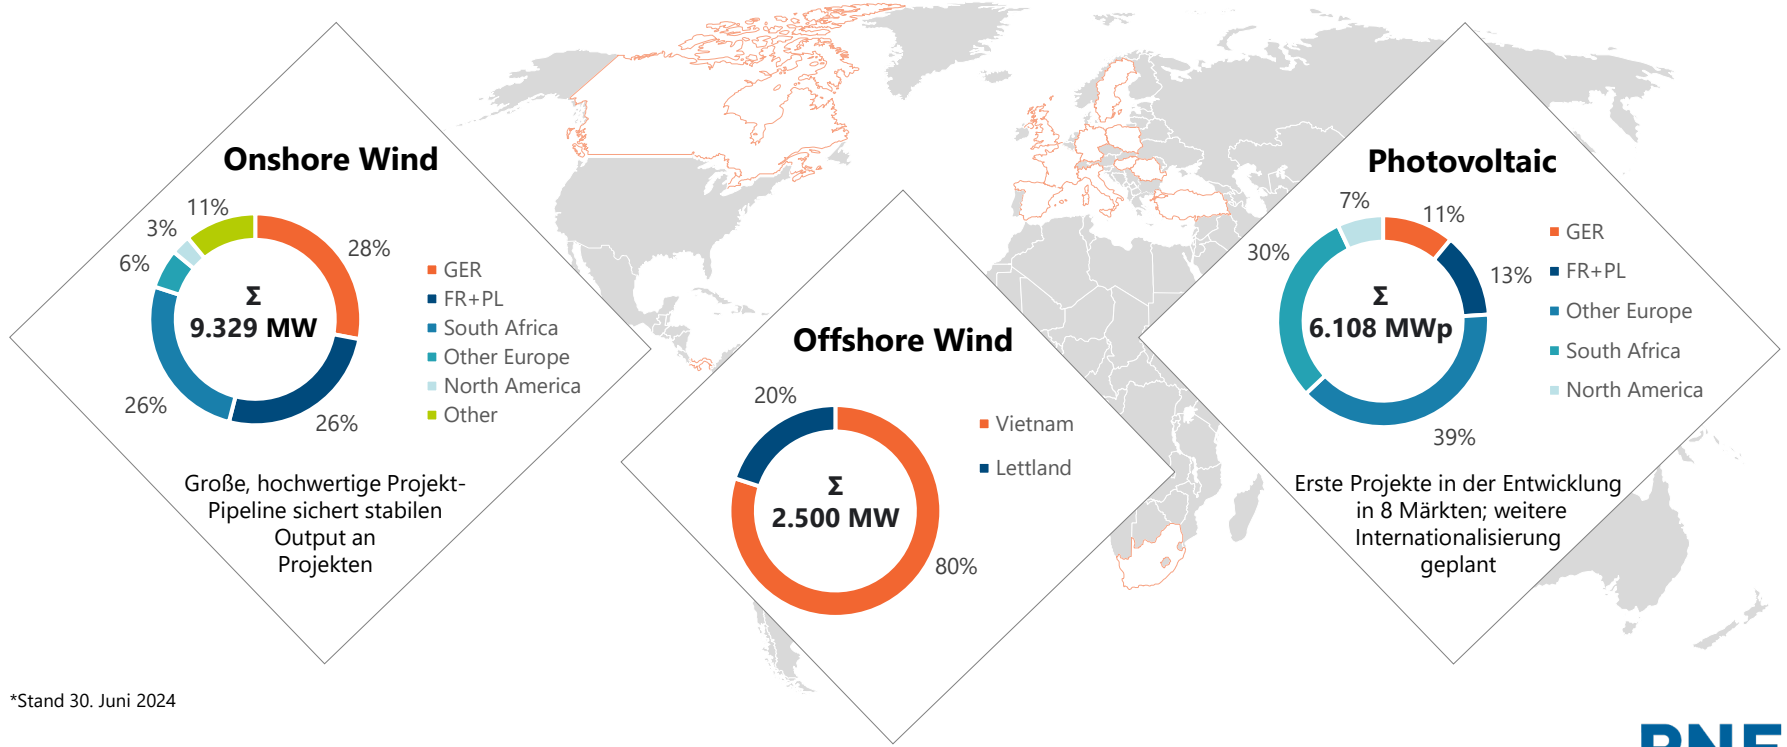 Onshore Wind
11%
3%
28%
6%
Σ
9.329 MW
26%
26%
GER
FR+PL
South Africa
Other Europe
North America
Other
Große, hochwertige Projekt-
Pipeline sichert stabilen
Output an
Projekten
Offshore Wind
20%
Σ
2.500 MW
80%
Vietnam
Lettland
Photovoltaic
7%
11%
30%
13%
Σ
6.108 MWp
39%
GER
FR+PL
Other Europe
South Africa
North America
Erste Projekte in der Entwicklung
in 8 Märkten; weitere
Internationalisierung
geplant
*Stand 30. Juni 2024
PNE